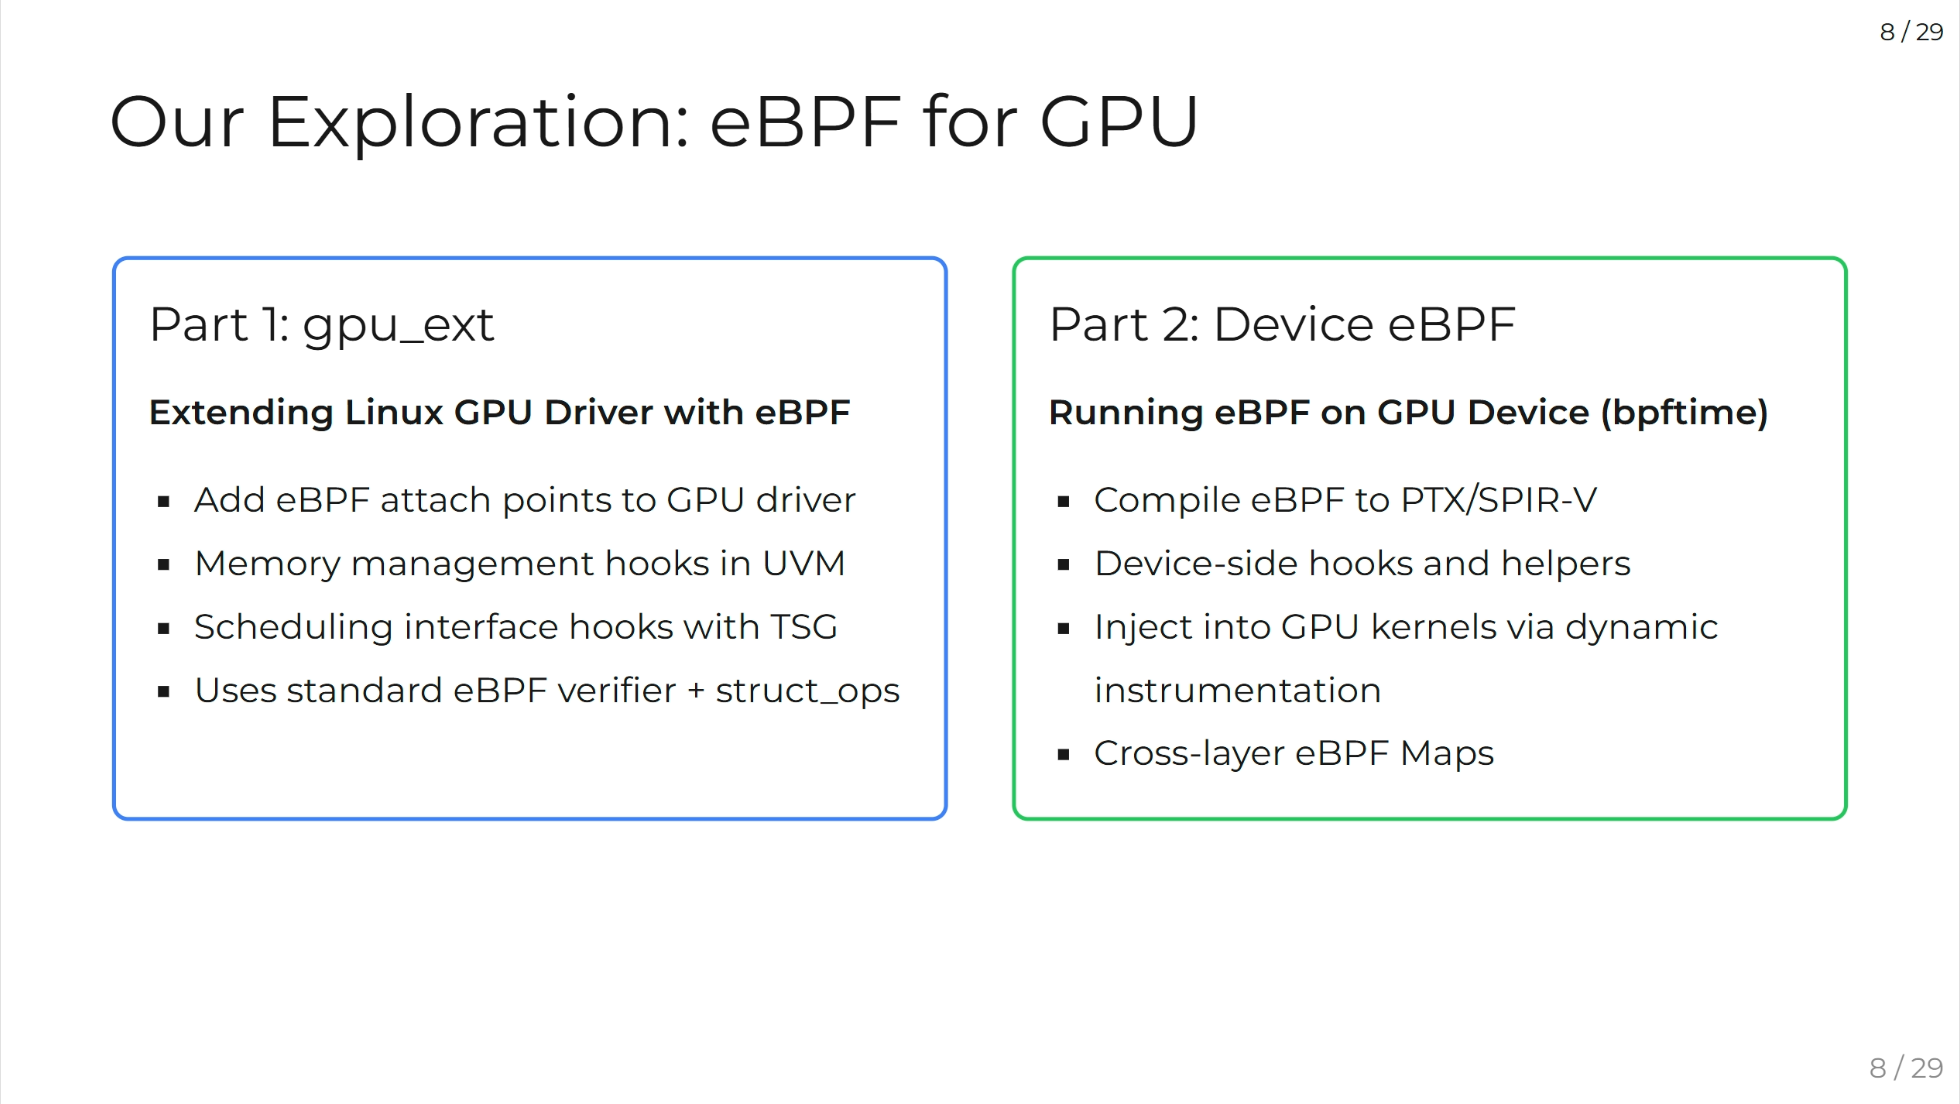 8 / 29
Our Exploration: eBPF for GPU
Part 1: gpu_ext
Extending Linux GPU Driver with eBPF
▪ Add eBPF attach points to GPU driver
▪ Memory management hooks in UVM
▪ Scheduling interface hooks with TSG
▪ Uses standard eBPF verifier + struct_ops
Part 2: Device eBPF
Running eBPF on GPU Device (bpftime)
▪ Compile eBPF to PTX/SPIR-V
▪ Device-side hooks and helpers
▪ Inject into GPU kernels via dynamic
instrumentation
▪ Cross-layer eBPF Maps
8 / 29